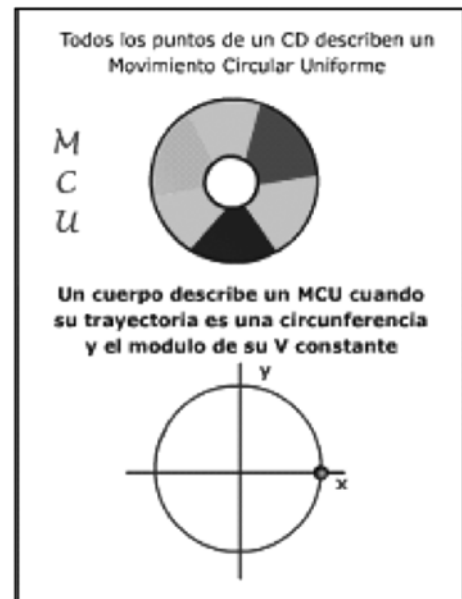 Todos los puntos de un CD describen un
Movimiento Circular Uniforme
M
C
U
Un cuerpo describe un MCU cuando
su trayectoria es una circunferencia
y el modulo de su V constante
y
x